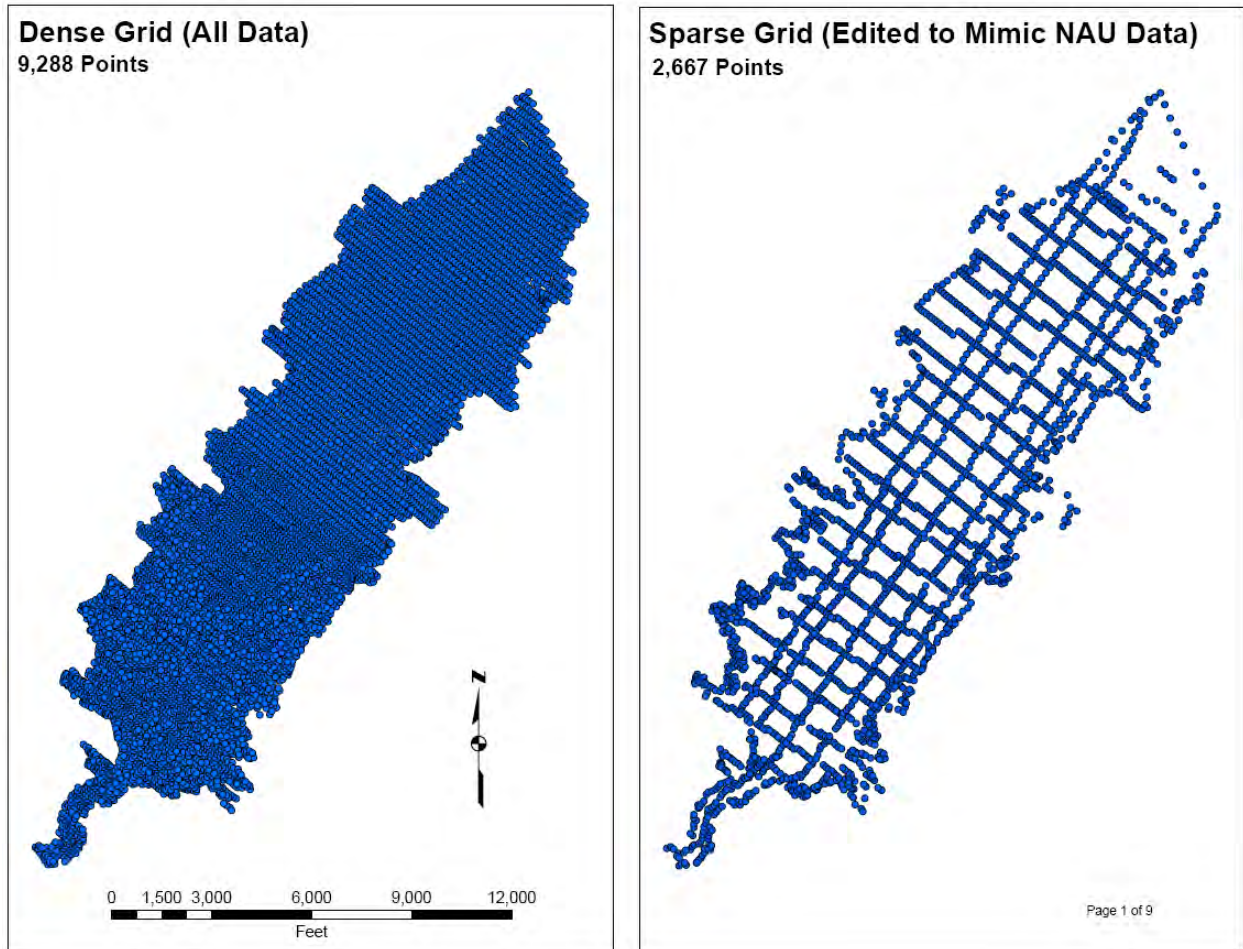 Dense Grid (All Data)
9,288 Points
Z
0 1,500 3,000 6,000 9,000 12,000
Feet
Sparse Grid (Edited to Mimic NAU Data)
2,667 Points
Page 1 of 9